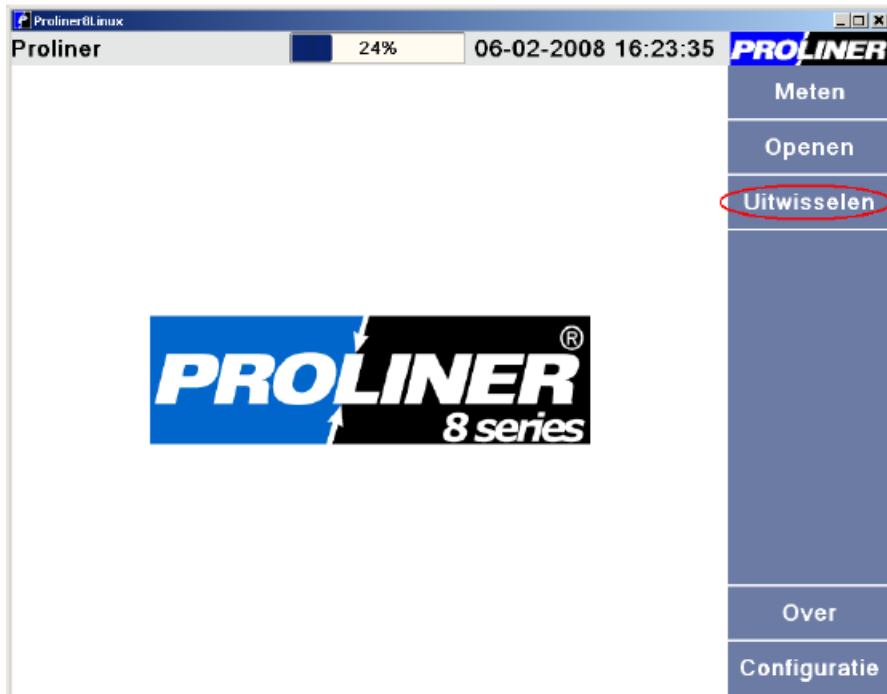 Proliner8Linux
Proliner 24% 06-02-2008 16:23:35 PROLINER
Meten
Openen
Uitwisselen
PROLINER®
8 series
Over
Configuratie